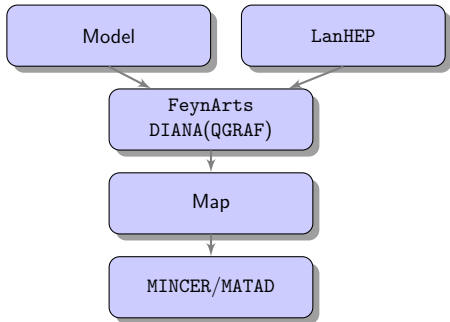 Model
LanHEP
FeynArts
DIANA(QGRAF)
Map
MINCER/MATAD